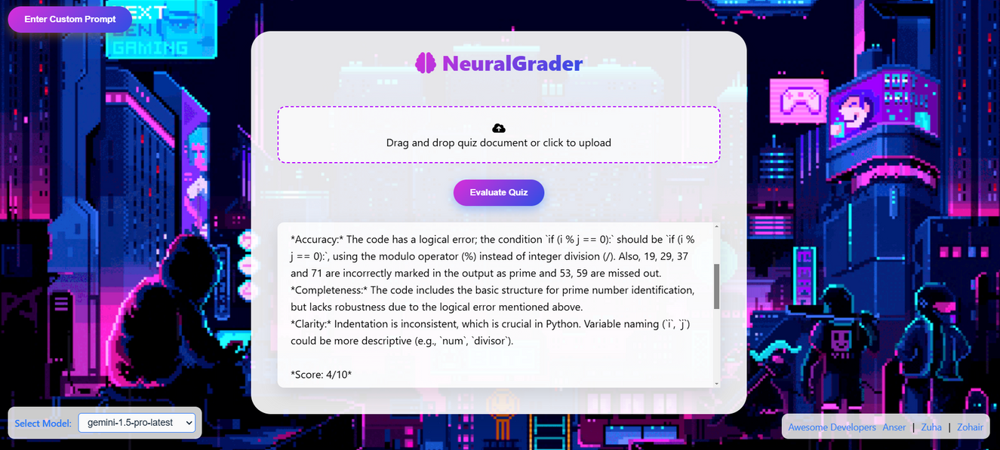 Enter Custom Prompt
GAMING
NeuralGrader
Drag and drop quiz document or click to upload
Evaluate Quiz
*Accuracy:* The code has a logical error; the condition `if (i % j == 0):` should be `if (i %
j == 0):`, using the modulo operator (%) instead of integer division (/). Also, 19, 29, 37
and 71 are incorrectly marked in the output as prime and 53, 59 are missed out.
*Completeness:* The code includes the basic structure for prime number identification,
but lacks robustness due to the logical error mentioned above.
*Clarity:* Indentation is inconsistent, which is crucial in Python. Variable naming (`i`, `j`)
could be more descriptive (e.g., `num`, `divisor`).
*Score: 4/10*
Select Model: gemini-1.5-pro-latest
Awesome Developers Anser | Zuha | Zohair